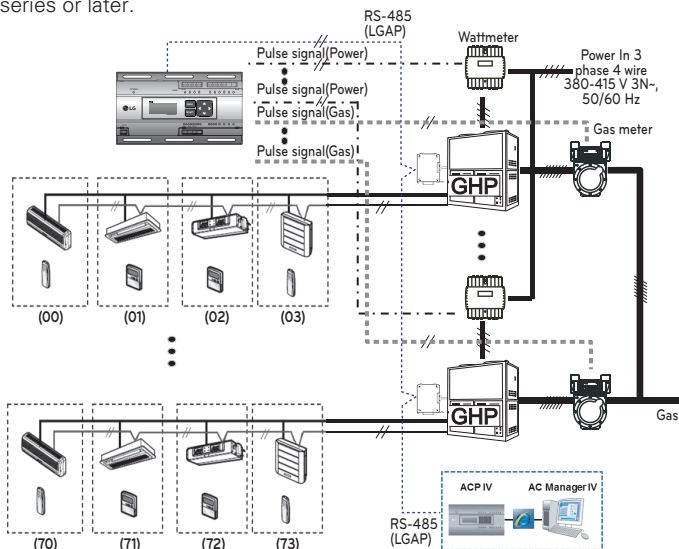 series or later.
RS-485
(LGAP)
Wattmeter
Pulse signal(Power)
Power In 3
phase 4 wire
380-415 V 3N~,
50/60 Hz
Pulse signal(Power)
LG
Pulse signal(Gas)
Gas meter
Pulse signal(Gas)
GHP
(00)
(01)
(02)
(03)
GHP
Gas
ACP IV
AC Manager IV
RS-485
(LGAP)
(70)
(71)
(72)
(73)